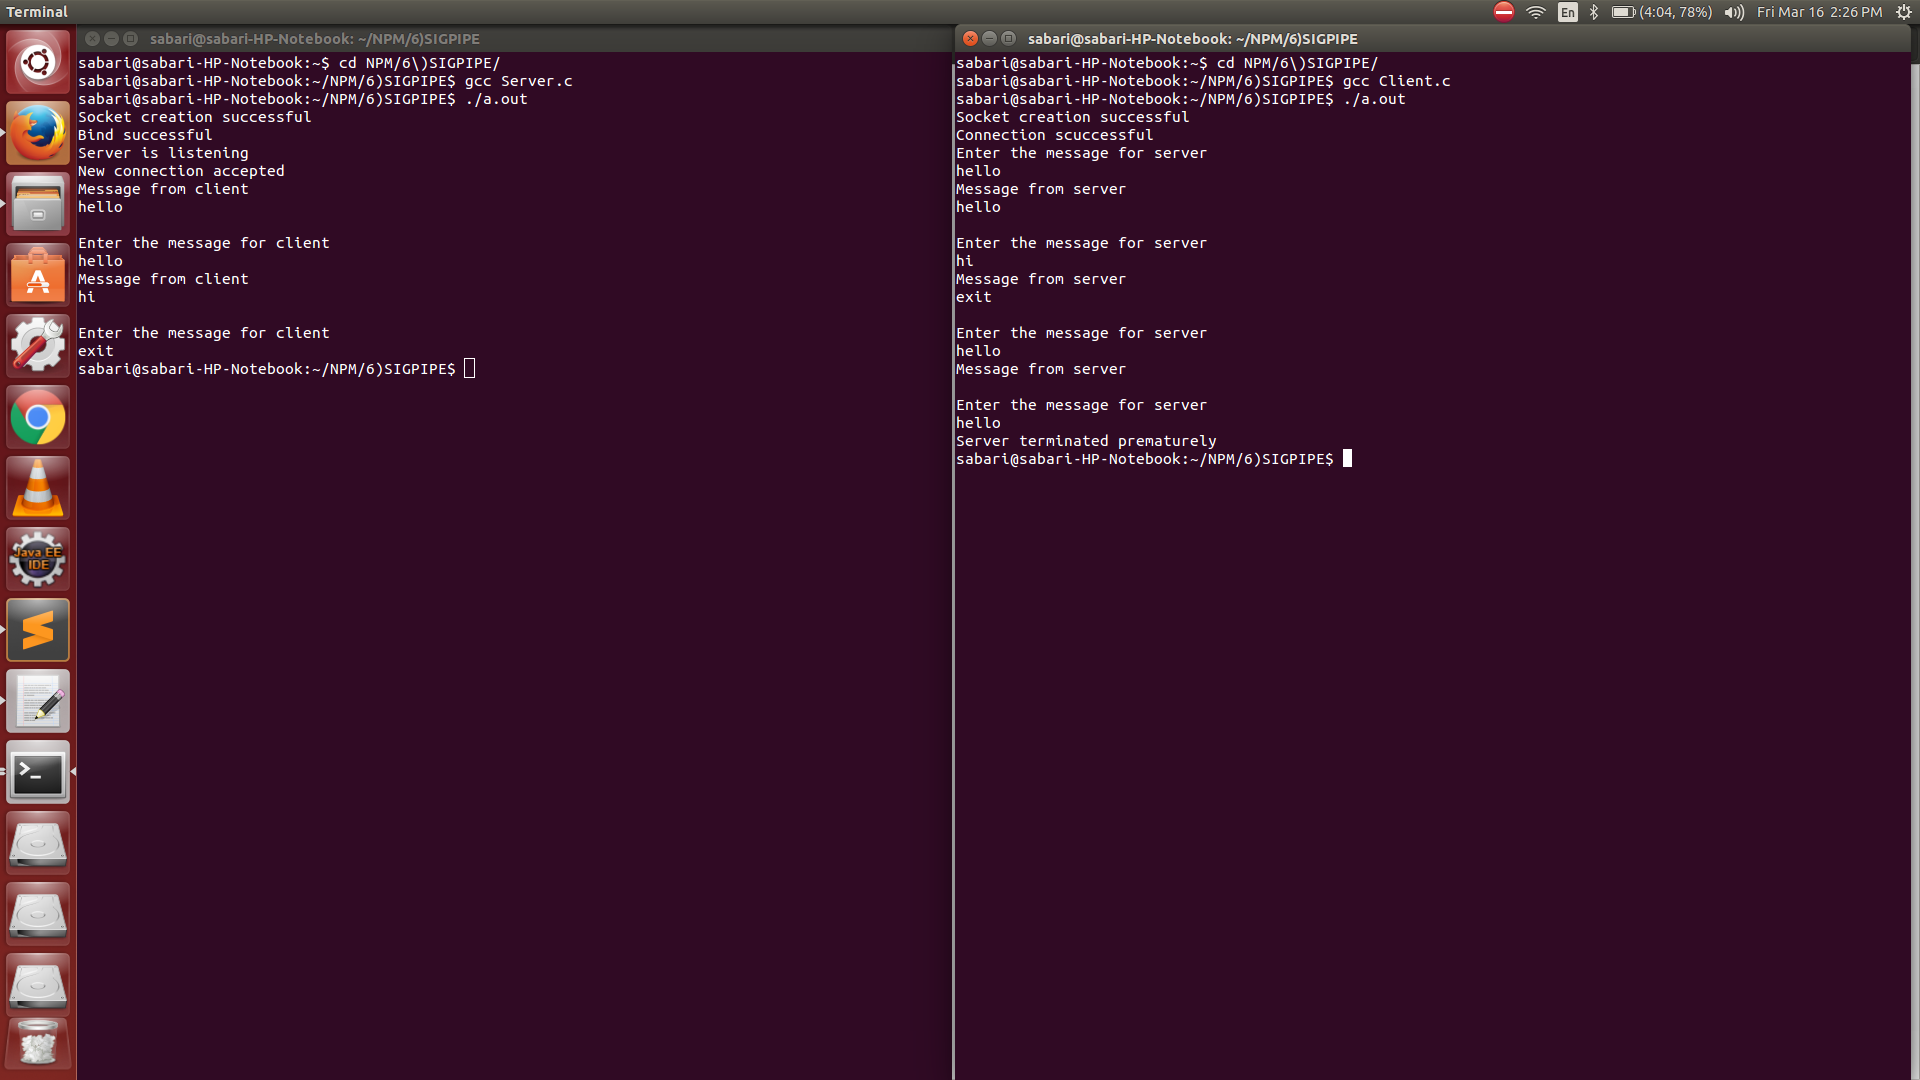 Terminal
En
(4:04, 78%)
Fri Mar 16 2:26 PM
sabari@sabari-HP-Notebook: ~/NPM/6)SIGPIPE
sabari@sabari-HP-Notebook:~$ cd NPM/6\)SIGPIPE/
sabari@sabari-HP-Notebook:~/NPM/6)SIGPIPE$ gcc Server.c
sabari@sabari-HP-Notebook:~/NPM/6)SIGPIPE$ ./a.out
Socket creation successful
Bind successful
Server is listening
New connection accepted
Message from client
hello
Enter the message for client
hello
Message from client
hi
Enter the message for client
exit
sabari@sabari-HP-Notebook:~/NPM/6)SIGPIPE$
sabari@sabari-HP-Notebook: ~/NPM/6)SIGPIPE
sabari@sabari-HP-Notebook:~$ cd NPM/6\)SIGPIPE/
sabari@sabari-HP-Notebook:~/NPM/6)SIGPIPE$ gcc Client.c
sabari@sabari-HP-Notebook:~/NPM/6)SIGPIPE$ ./a.out
Socket creation successful
Connection scuccessful
Enter the message for server
hello
Message from server
hello
Enter the message for server
hi
Message from server
exit
Enter the message for server
hello
Message from server
Enter the message for server
hello
Server terminated prematurely
sabari@sabari-HP-Notebook:~/NPM/6)SIGPIPE$
Java EE
IDE